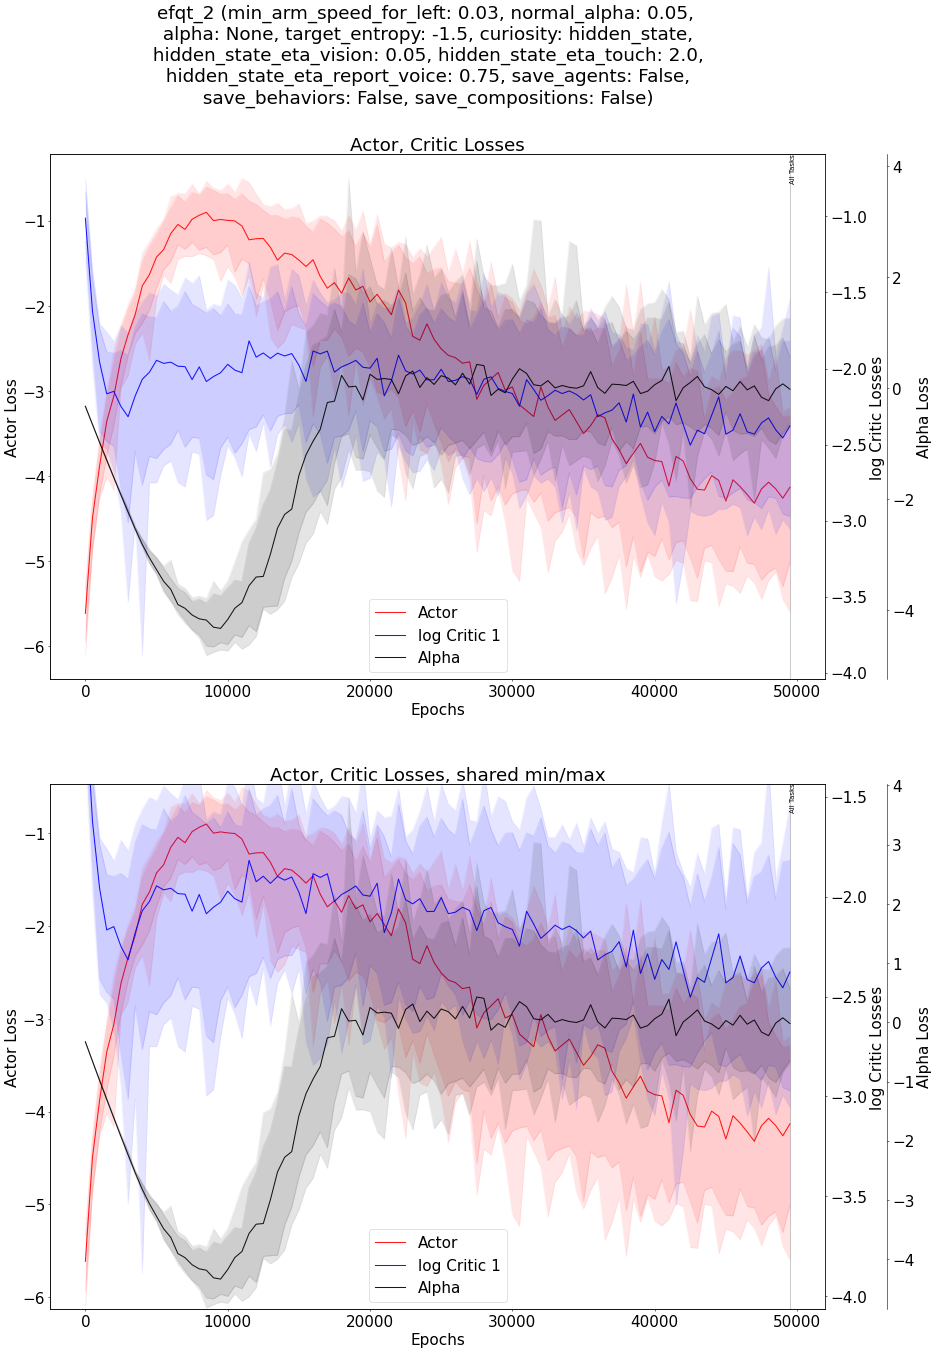 efqt_2 (min_arm_speed_for_left: 0.03, normal_alpha: 0.05,
alpha: None, target_entropy: -1.5, curiosity: hidden_state,
hidden_state_eta_vision: 0.05, hidden_state_eta_touch: 2.0,
hidden_state_eta_report_voice: 0.75, save_agents: False,
save_behaviors: False, save_compositions: False)
Actor, Critic Losses
All Tasks
Actor Loss
−1
−2
−3
−4
−5
−6
−1.0
−1.5
−2.0
−2.5
−3.0
−3.5
−4.0
log Critic Losses
4
2
0
−2
−4
Alpha Loss
Actor
log Critic 1
Alpha
0
10000
20000
30000
40000
50000
Epochs
Actor, Critic Losses, shared min/max
All Tasks
Actor Loss
−1
−2
−3
−4
−5
−6
−1.5
−2.0
−2.5
−3.0
−3.5
−4.0
log Critic Losses
4
3
2
1
0
−1
−2
−3
−4
Alpha Loss
Actor
log Critic 1
Alpha
0
10000
20000
30000
40000
50000
Epochs